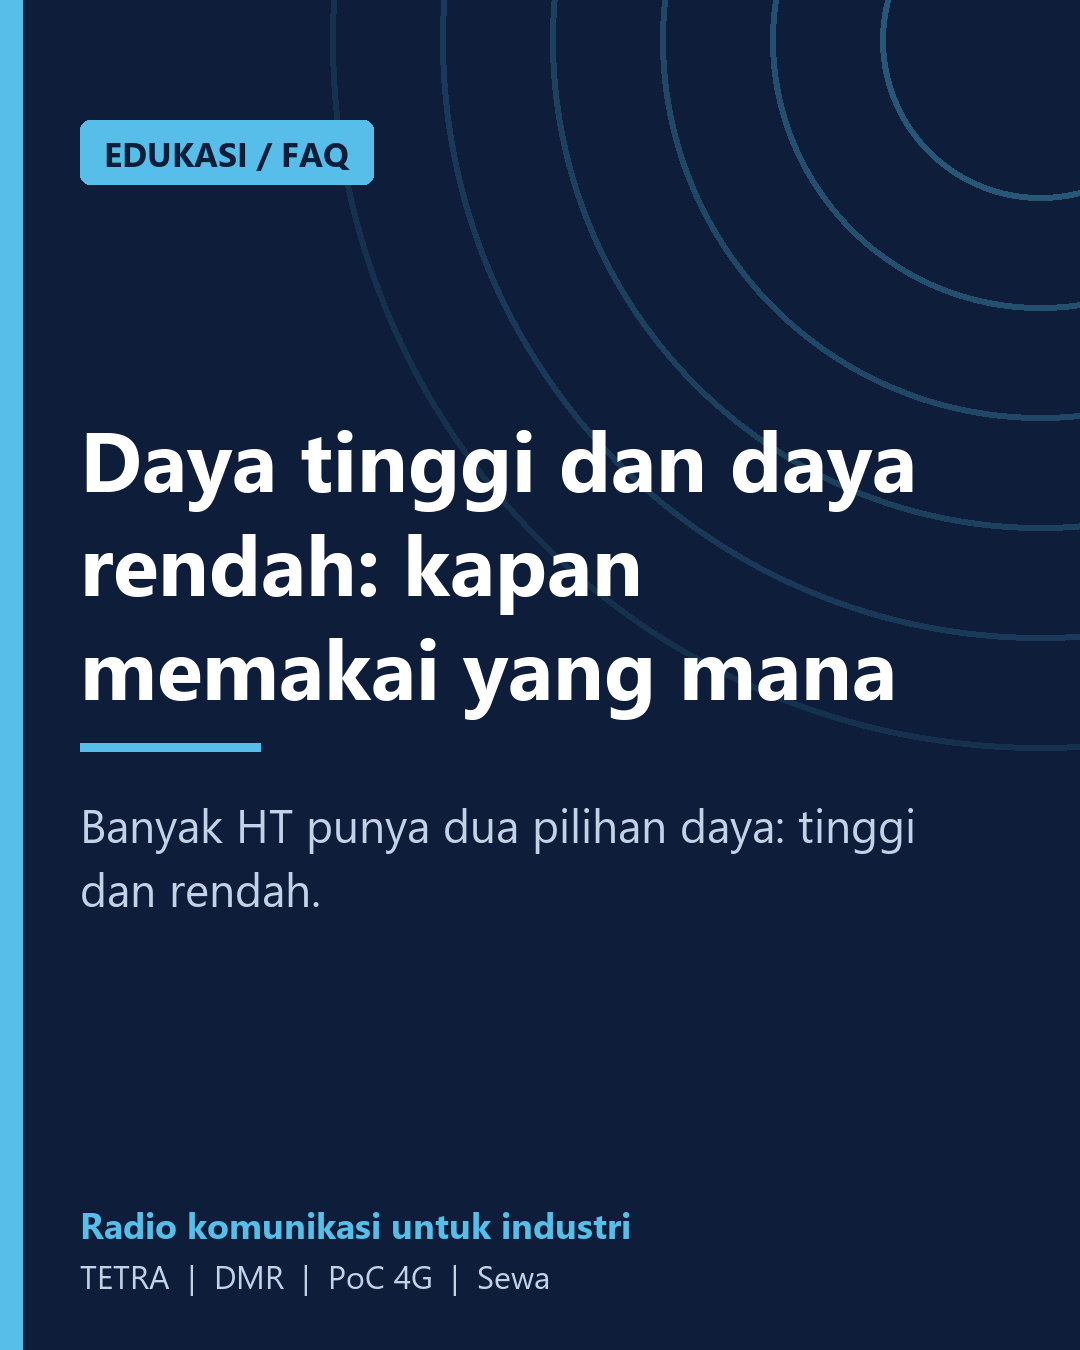 EDUKASI / FAQ
Daya tinggi dan daya
rendah: kapan
memakai yang mana
Banyak HT punya dua pilihan daya: tinggi
dan rendah.
Radio komunikasi untuk industri
TETRA | DMR | PoC 4G | Sewa